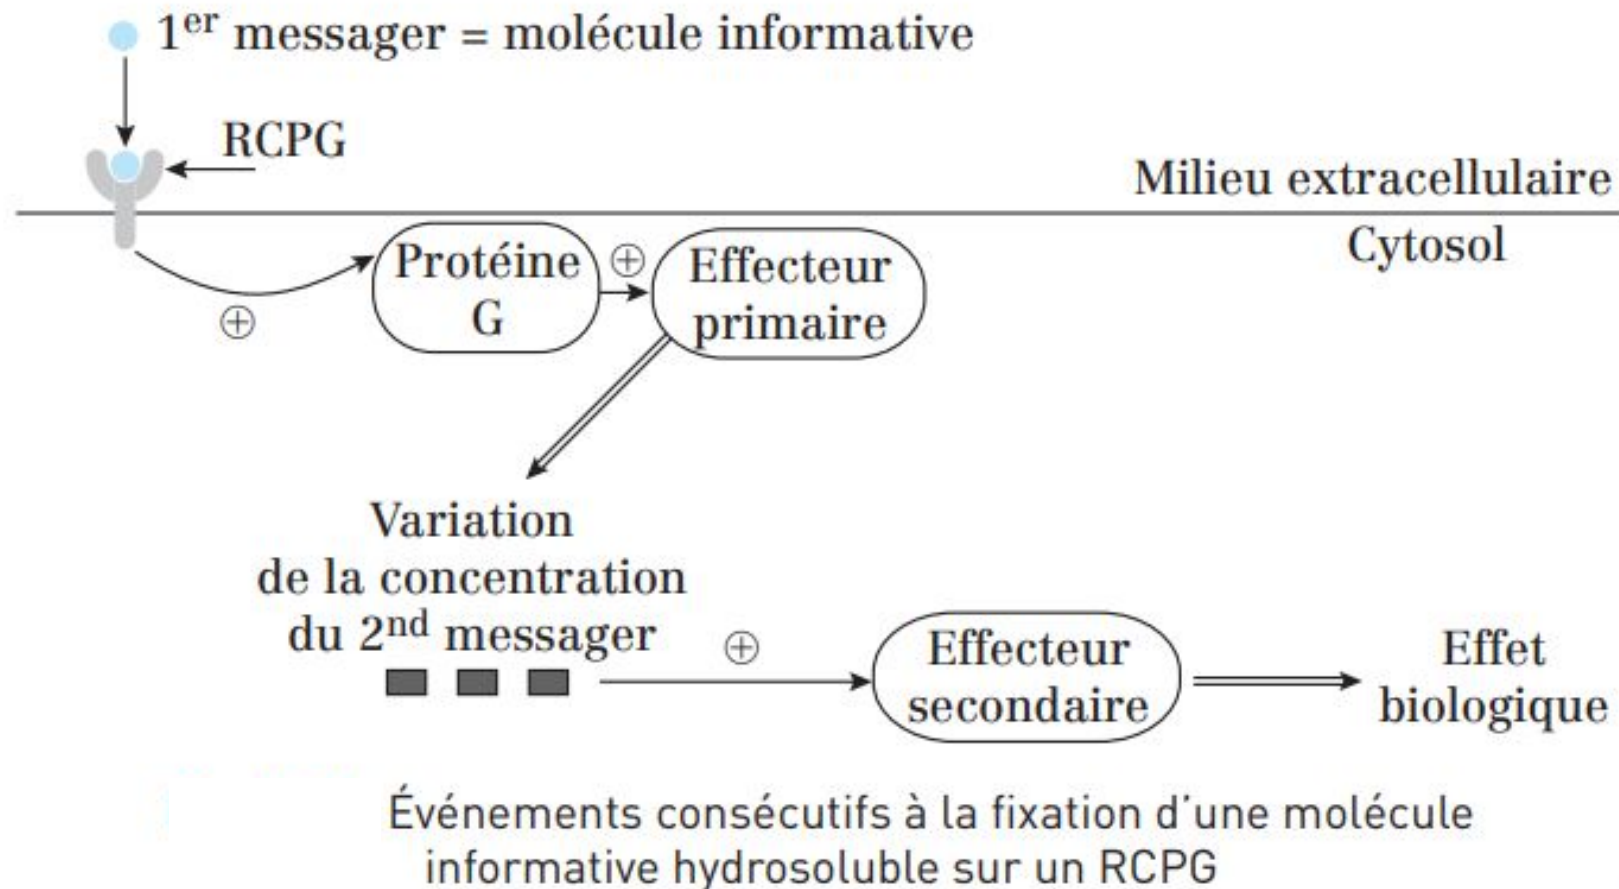 1er messager = molécule informative
RCPG
Milieu extracellulaire
Cytosol
Protéine
G
⊕
Effecteur
primaire
⊕
Variation
de la concentration
du 2nd messager
⊕
Effecteur
secondaire
Effet
biologique
Événements consécutifs à la fixation d'une molécule
informative hydrosoluble sur un RCPG